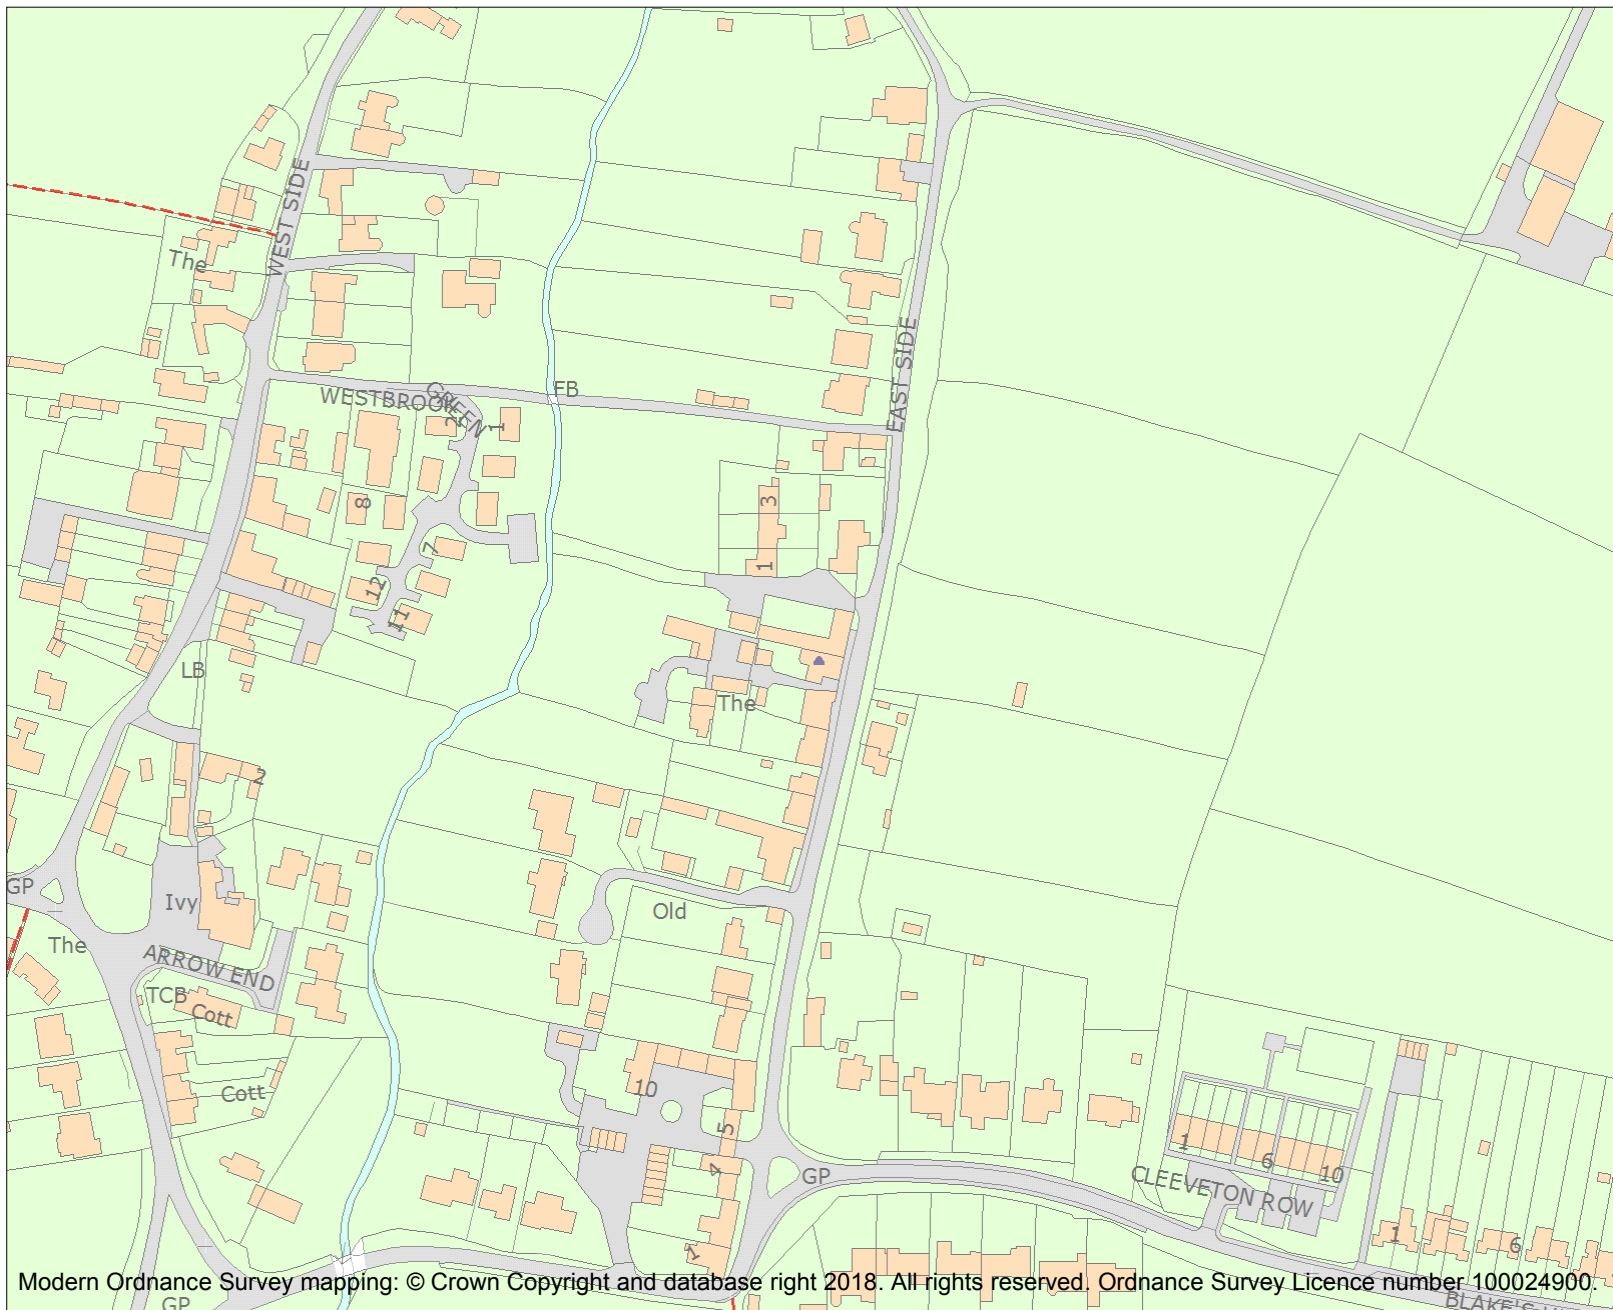 WEST SIDE
The
EAST SIDE
WESTBROOK
GREEN
FB
2
1
3
8
1
7
12
11
LB
The
2
GP
Ivy
Old
The
ARROW END
TCB
Cott
Cott
10
5
4
GP
1
6
10
CLEEVETON ROW
1
1
6
Modern Ordnance Survey mapping: © Crown Copyright and database right 2018. All rights reserved. Ordnance Survey Licence number 100024900.
GP